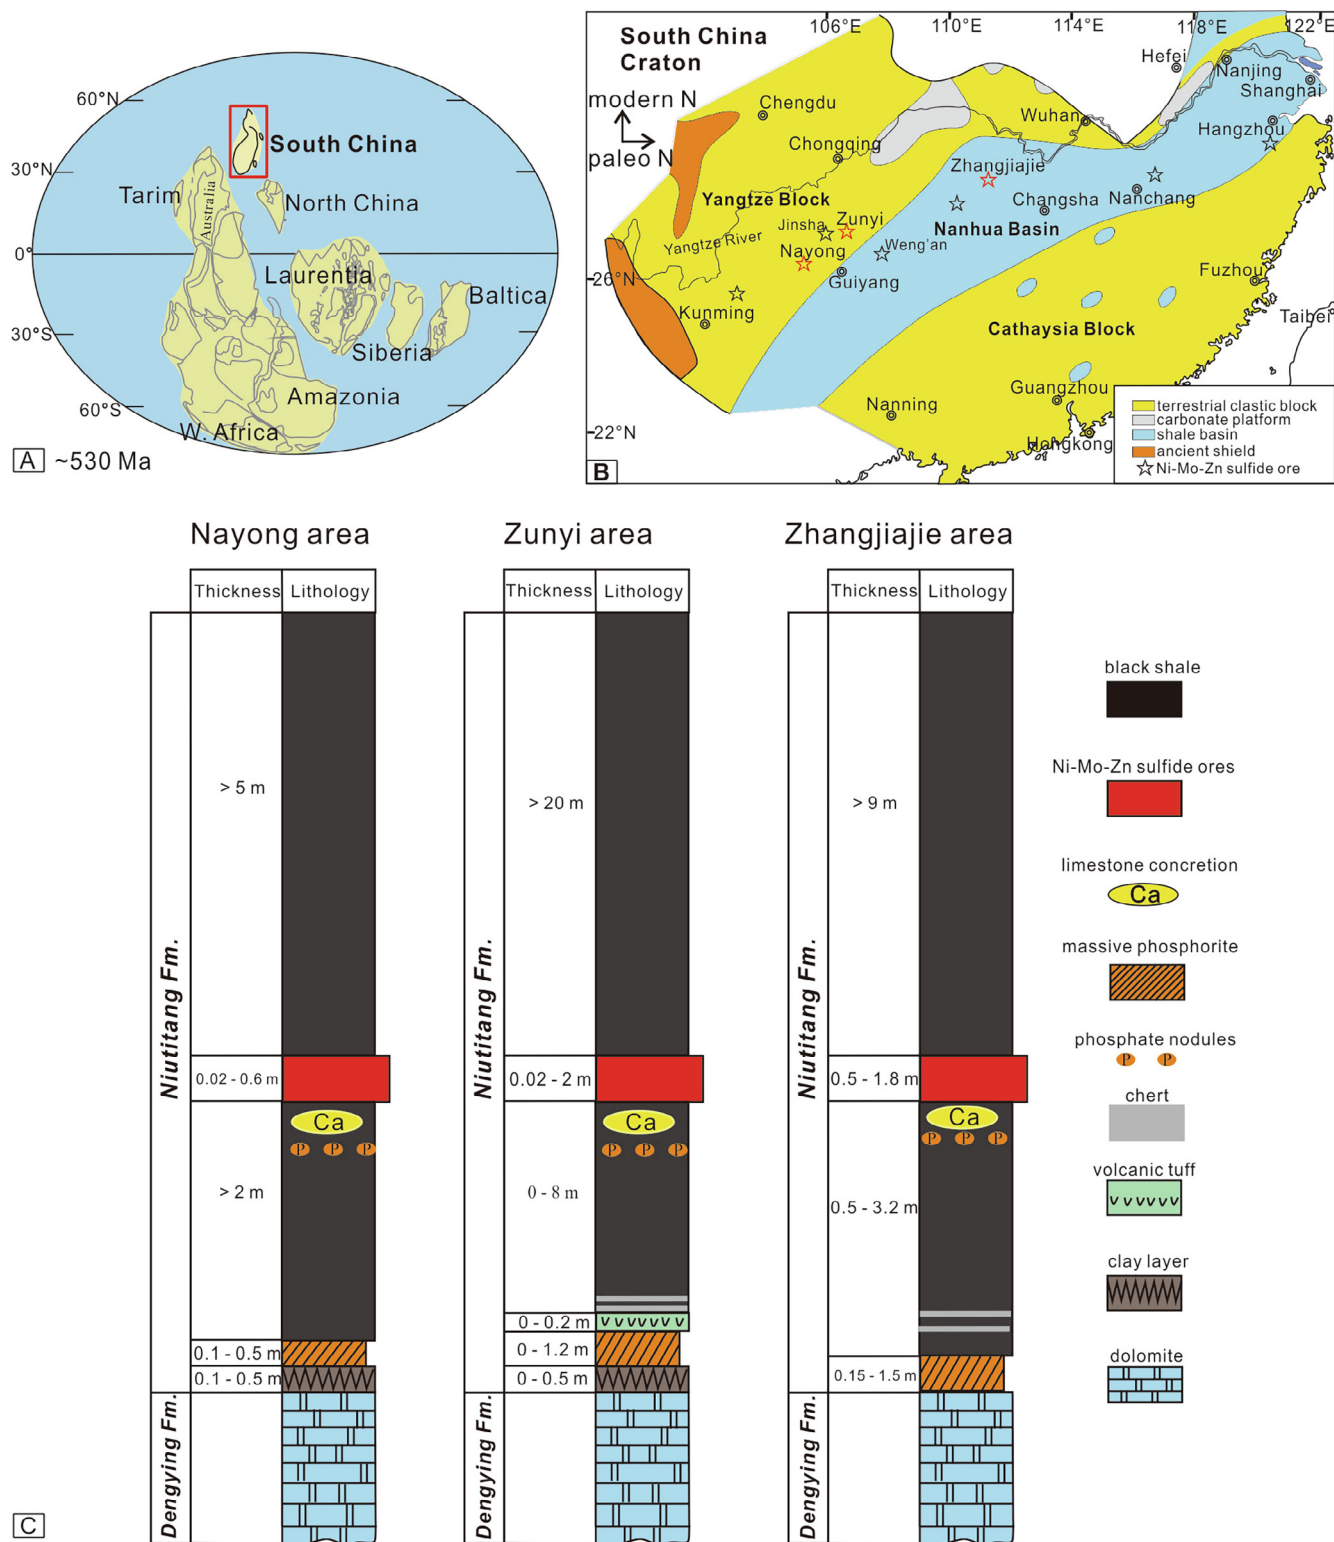 60°N
30°N
0°
30°S
60°S
South China
Tarim
Australia
North China
Laurentia
Baltica
Siberia
Amazonia
W. Africa
A ~530 Ma
106°E 110°E 114°E 118°E 122°E
South China
Craton
modern N
paleo N
Hefei
Nanjing
Shanghai
Chengdu
Wuhan
Hangzhou
Chongqing
Zhangjiajie
Yangtze Block
Changsha
Nanchang
Jinsha
Zunyi
Nanhua Basin
Yangtze River
Nayong
Weng'an
Guiyang
26°N
Fuzhou
Kunming
Cathaysia Block
Taibei
Guangzhou
Nanning
22°N
Hongkong
terrestrial clastic block
carbonate platform
shale basin
ancient shield
Ni-Mo-Zn sulfide ore
B
Nayong area
Thickness Lithology
Niutitang Fm.
> 5 m
0.02 - 0.6 m
Ca
P P P
> 2 m
0.1 - 0.5 m
0.1 - 0.5 m
Dengying Fm.
Zunyi area
Thickness Lithology
Niutitang Fm.
> 20 m
0.02 - 2 m
Ca
P P P
0 - 8 m
0 - 0.2 m
0 - 1.2 m
0 - 0.5 m
Dengying Fm.
Zhangjiajie area
Thickness Lithology
Niutitang Fm.
> 9 m
0.5 - 1.8 m
Ca
P P P
0.5 - 3.2 m
0.15 - 1.5 m
Dengying Fm.
black shale
Ni-Mo-Zn sulfide ores
limestone concretion
Ca
massive phosphorite
phosphate nodules
P P
chert
volcanic tuff
clay layer
dolomite
C